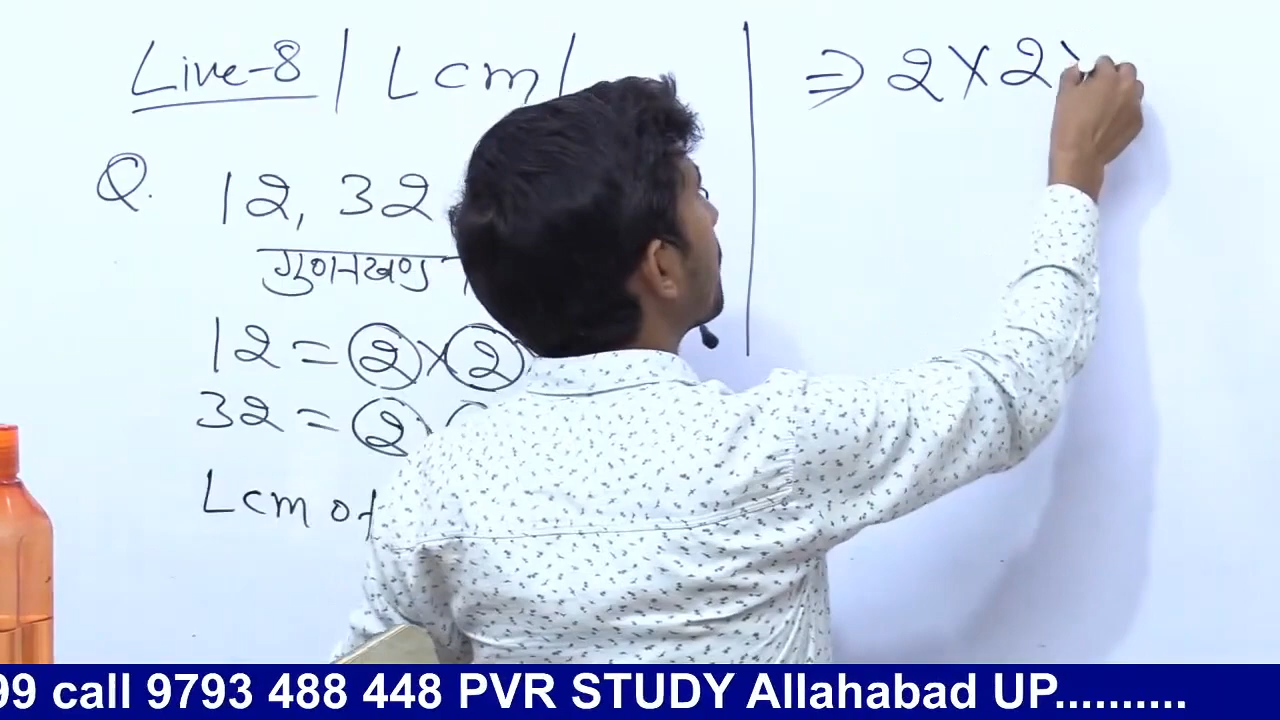 Live-8 | Lcm |
Q. 12, 32
गुणनखण्ड
12 = 2 × 2
32 = 2
Lcm of
⇒ 2 × 2 ×
99 call 9793 488 448 PVR STUDY Allahabad UP..........